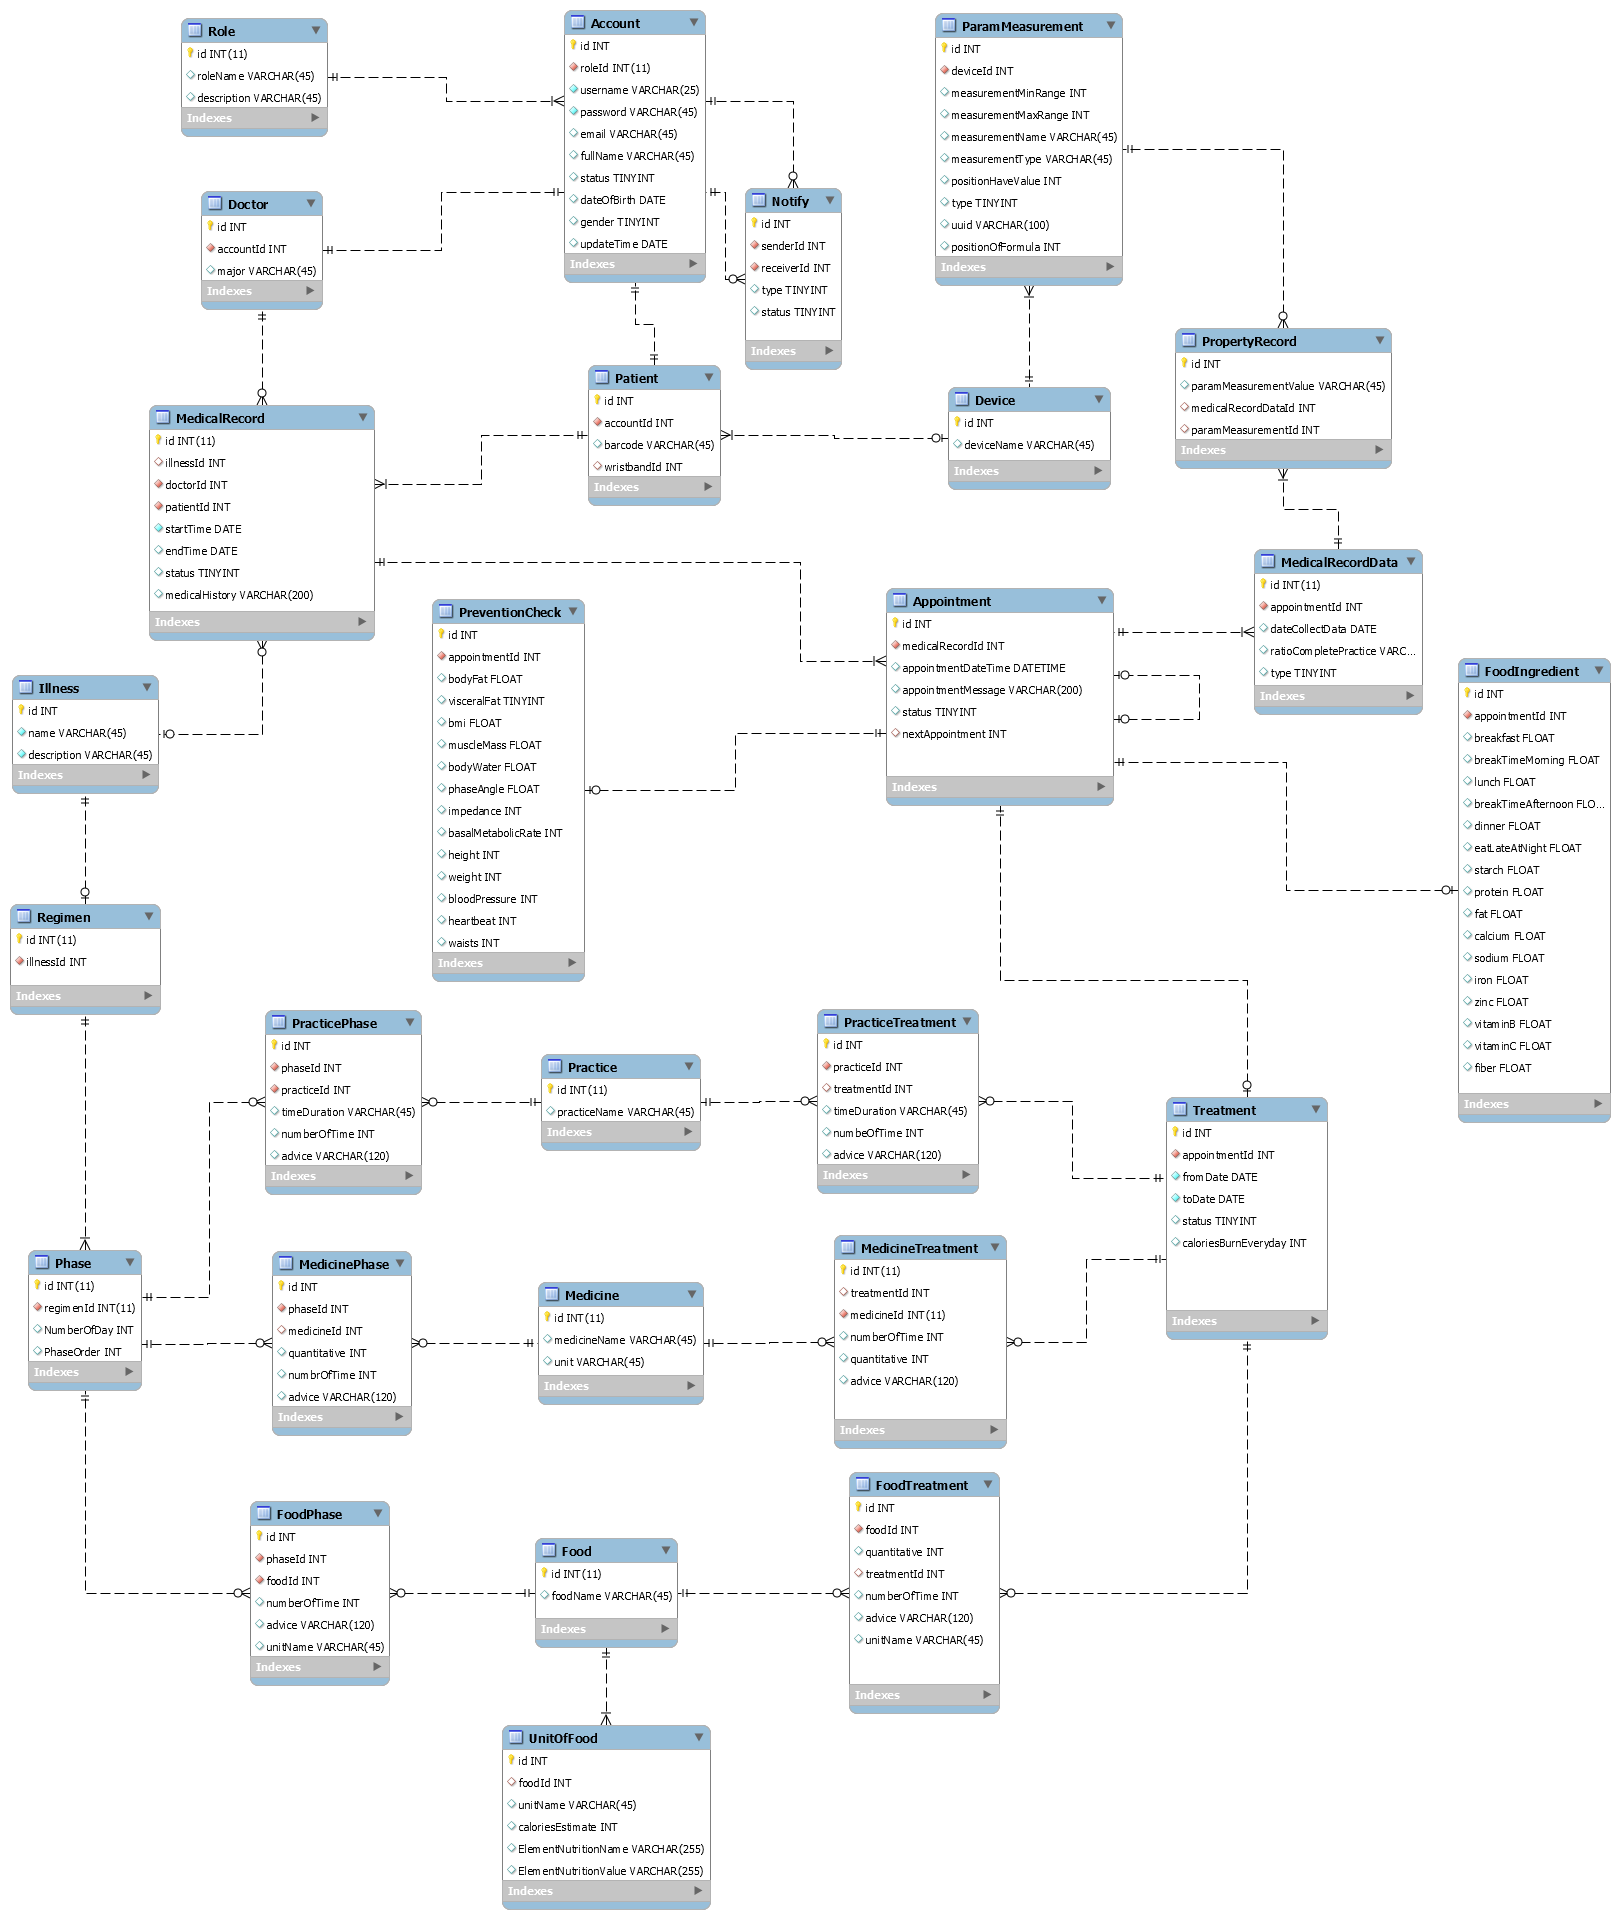 Role
id INT(11)
roleName VARCHAR(45)
description VARCHAR(45)
Indexes
Account
id INT
roleId INT(11)
username VARCHAR(25)
password VARCHAR(45)
email VARCHAR(45)
fullName VARCHAR(45)
status TINYINT
dateOfBirth DATE
gender TINYINT
updateTime DATE
Indexes
ParamMeasurement
id INT
deviceId INT
measurementMinRange INT
measurementMaxRange INT
measurementName VARCHAR(45)
measurementType VARCHAR(45)
positionHaveValue INT
type TINYINT
uuid VARCHAR(100)
positionOfFormula INT
Indexes
Doctor
id INT
accountId INT
major VARCHAR(45)
Indexes
Notify
id INT
senderId INT
receiverId INT
type TINYINT
status TINYINT
Indexes
PropertyRecord
id INT
paramMeasurementValue VARCHAR(45)
medicalRecordDataId INT
paramMeasurementId INT
Indexes
Patient
id INT
accountId INT
barcode VARCHAR(45)
wristbandId INT
Indexes
Device
id INT
deviceName VARCHAR(45)
Indexes
MedicalRecord
id INT(11)
illnessId INT
doctorId INT
patientId INT
startTime DATE
endTime DATE
status TINYINT
medicalHistory VARCHAR(200)
Indexes
MedicalRecordData
id INT(11)
appointmentId INT
dateCollectData DATE
ratioCompletePractice VARC...
type TINYINT
Indexes
PreventionCheck
id INT
appointmentId INT
bodyFat FLOAT
visceralFat TINYINT
bmi FLOAT
muscleMass FLOAT
bodyWater FLOAT
phaseAngle FLOAT
impedance INT
basalMetabolicRate INT
height INT
weight INT
bloodPressure INT
heartbeat INT
waists INT
Indexes
Appointment
id INT
medicalRecordId INT
appointmentDateTime DATETIME
appointmentMessage VARCHAR(200)
status TINYINT
nextAppointment INT
Indexes
FoodIngredient
id INT
appointmentId INT
breakfast FLOAT
breakTimeMorning FLOAT
lunch FLOAT
breakTimeAfternoon FLO...
dinner FLOAT
eatLateAtNight FLOAT
starch FLOAT
protein FLOAT
fat FLOAT
calcium FLOAT
sodium FLOAT
iron FLOAT
zinc FLOAT
vitaminB FLOAT
vitaminC FLOAT
fiber FLOAT
Indexes
Illness
id INT
name VARCHAR(45)
description VARCHAR(45)
Indexes
Regimen
id INT(11)
illnessId INT
Indexes
PracticePhase
id INT
phaseId INT
practiceId INT
timeDuration VARCHAR(45)
numberOfTime INT
advice VARCHAR(120)
Indexes
Practice
id INT(11)
practiceName VARCHAR(45)
Indexes
PracticeTreatment
id INT
practiceId INT
treatmentId INT
timeDuration VARCHAR(45)
numbeOfTime INT
advice VARCHAR(120)
Indexes
Treatment
id INT
appointmentId INT
fromDate DATE
toDate DATE
status TINYINT
caloriesBurnEveryday INT
Indexes
Phase
id INT(11)
regimenId INT(11)
NumberOfDay INT
PhaseOrder INT
Indexes
MedicinePhase
id INT
phaseId INT
medicineId INT
quantitative INT
numbrOfTime INT
advice VARCHAR(120)
Indexes
Medicine
id INT(11)
medicineName VARCHAR(45)
unit VARCHAR(45)
Indexes
MedicineTreatment
id INT(11)
treatmentId INT
medicineId INT(11)
numberOfTime INT
quantitative INT
advice VARCHAR(120)
Indexes
FoodPhase
id INT
phaseId INT
foodId INT
numberOfTime INT
advice VARCHAR(120)
unitName VARCHAR(45)
Indexes
Food
id INT(11)
foodName VARCHAR(45)
Indexes
FoodTreatment
id INT
foodId INT
quantitative INT
treatmentId INT
numberOfTime INT
advice VARCHAR(120)
unitName VARCHAR(45)
Indexes
UnitOfFood
id INT
foodId INT
unitName VARCHAR(45)
caloriesEstimate INT
ElementNutritionName VARCHAR(255)
ElementNutritionValue VARCHAR(255)
Indexes